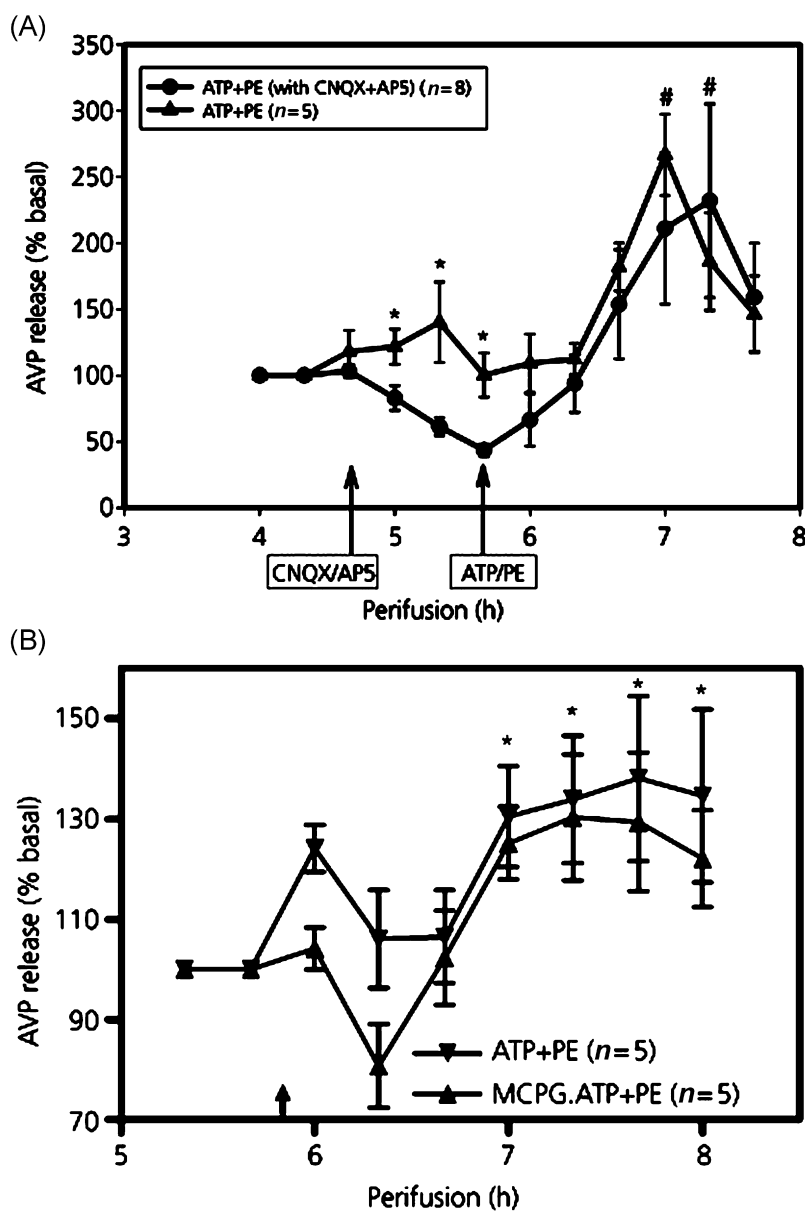 (A)
350
300
250
200
150
100
50
0
AVP release (% basal)
ATP+PE (with CNQX+AP5) (n=8)
ATP+PE (n=5)
# #
* * *
3 4 5 6 7 8
CNQX/AP5 ATP/PE
Perifusion (h)
(B)
150
130
110
90
70
AVP release (% basal)
* * * *
ATP+PE (n=5)
MCPG.ATP+PE (n=5)
5 6 7 8
Perifusion (h)